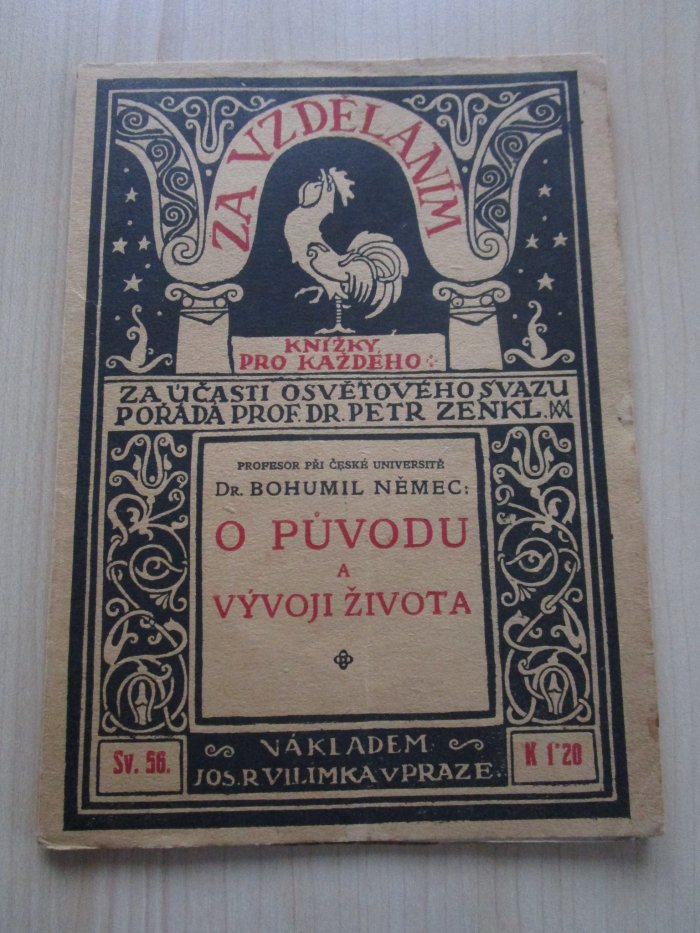 ZA VZDĚLANÍM
KNÍŽKY
PRO KAŽDÉHO
ZA ÚČASTI OSVĚTOVÉHO SVAZU
POŘÁDÁ PROF. DR. PETR ZENKL.
PROFESOR PŘI ČESKÉ UNIVERSITĚ
DR. BOHUMIL NĚMEC:
O PŮVODU
A
VÝVOJI ŽIVOTA
NÁKLADEM
JOS. R. VILÍMKA V PRAZE.
Sv. 56.
K 1·20